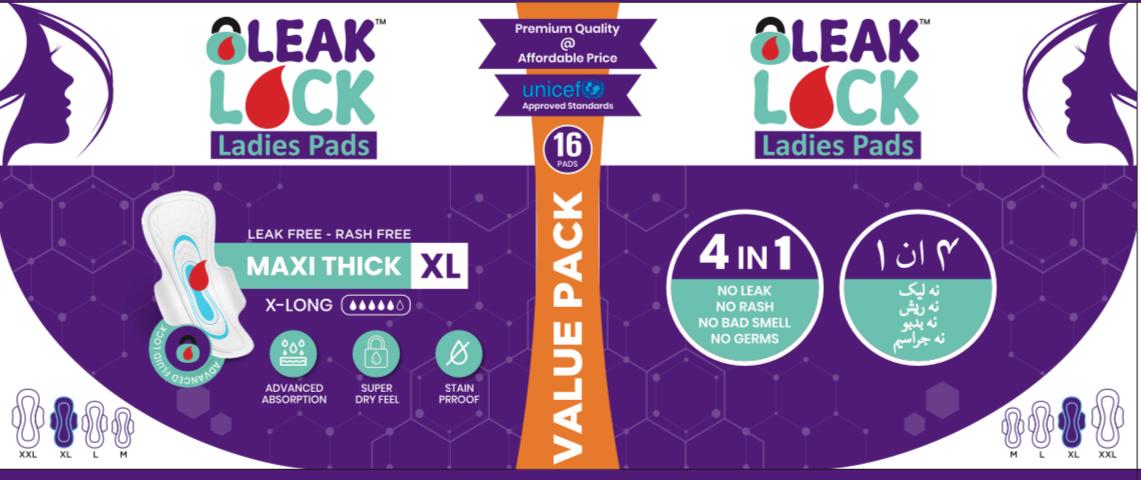 LEAK™
LOCK
Ladies Pads
Premium Quality
@
Affordable Price
unicef
Approved Standards
16
PADS
LEAK™
LOCK
Ladies Pads
LEAK FREE - RASH FREE
MAXI THICK XL
X-LONG
ADVANCED FLUID LOCK
ADVANCED
ABSORPTION
SUPER
DRY FEEL
STAIN
PRROOF
XXL XL L M
VALUE PACK
4 IN 1
NO LEAK
NO RASH
NO BAD SMELL
NO GERMS
۴ ان ۱
نہ لیک
نہ ریش
نہ بدبو
نہ جراسیم
M L XL XXL